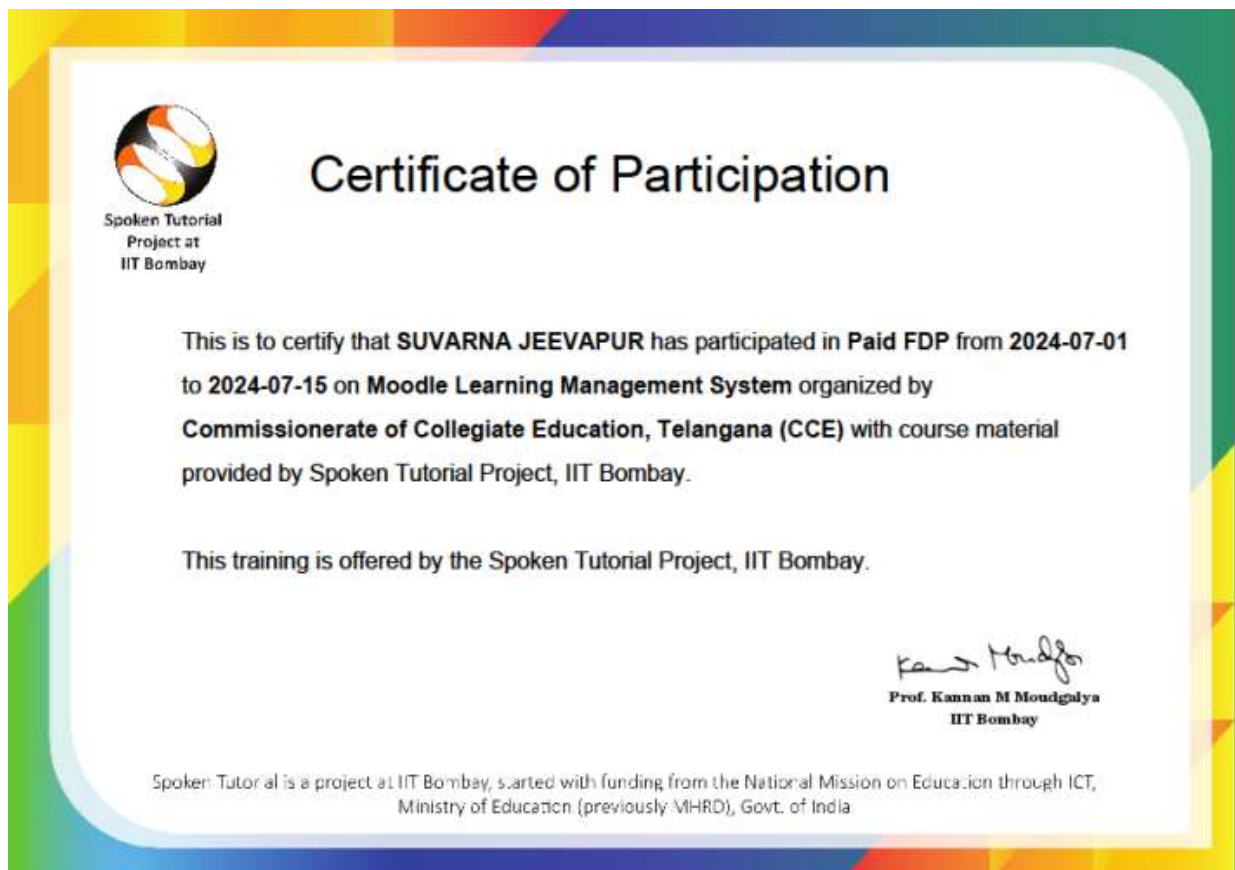 Certificate of Participation
Spoken Tutorial
Project at
IIT Bombay
This is to certify that SUVARNA JEEVAPUR has participated in Paid FDP from 2024-07-01
to 2024-07-15 on Moodle Learning Management System organized by
Commissionerate of Collegiate Education, Telangana (CCE) with course material
provided by Spoken Tutorial Project, IIT Bombay.
This training is offered by the Spoken Tutorial Project, IIT Bombay.
Prof. Kannan M Moudgalya
IIT Bombay
Spoken Tutorial is a project at IIT Bombay, started with funding from the National Mission on Education through ICT,
Ministry of Education (previously MHRD), Govt. of India